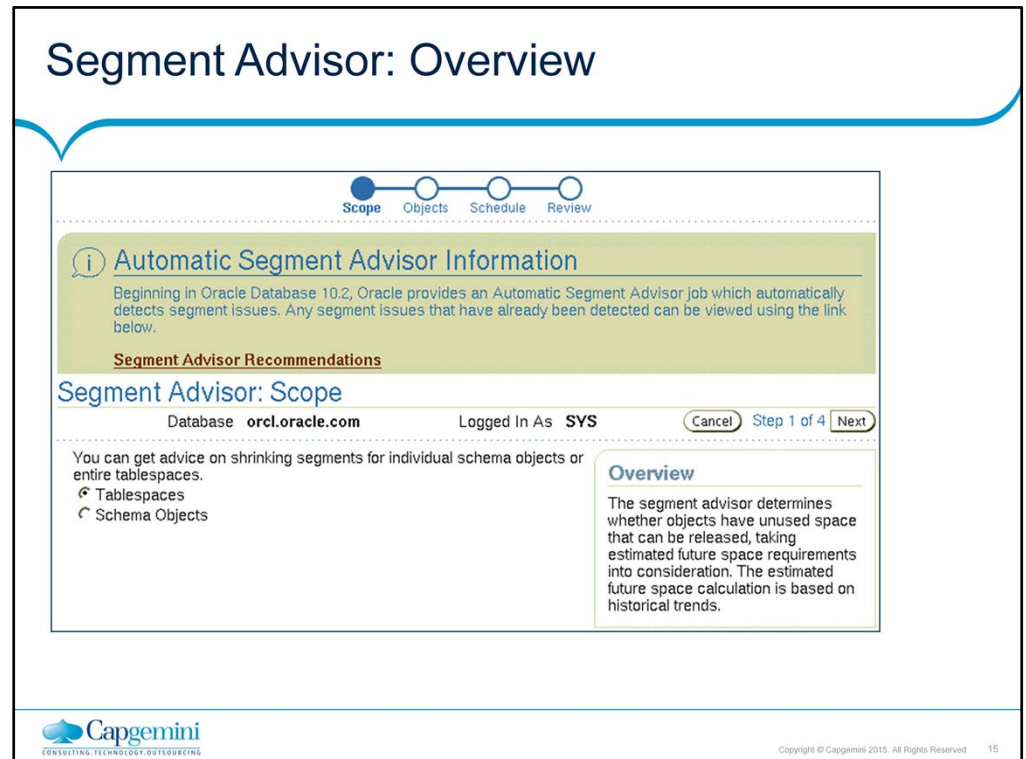 Segment Advisor: Overview
Scope Objects Schedule Review
i Automatic Segment Advisor Information
Beginning in Oracle Database 10.2, Oracle provides an Automatic Segment Advisor job which automatically
detects segment issues. Any segment issues that have already been detected can be viewed using the link
below.
Segment Advisor Recommendations
Segment Advisor: Scope
Database orcl.oracle.com Logged In As SYS Cancel Step 1 of 4 Next
You can get advice on shrinking segments for individual schema objects or
entire tablespaces.
Tablespaces
Schema Objects
Overview
The segment advisor determines
whether objects have unused space
that can be released, taking
estimated future space requirements
into consideration. The estimated
future space calculation is based on
historical trends.
Capgemini
CONSULTING.TECHNOLOGY.OUTSOURCING
Copyright © Capgemini 2015. All Rights Reserved 15